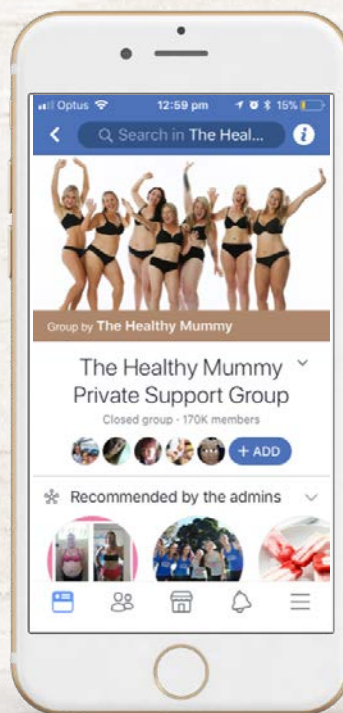 Optus 12:59 pm 15%
Search in The Heal...
Group by The Healthy Mummy
The Healthy Mummy
Private Support Group
Closed group · 170K members
+ ADD
Recommended by the admins